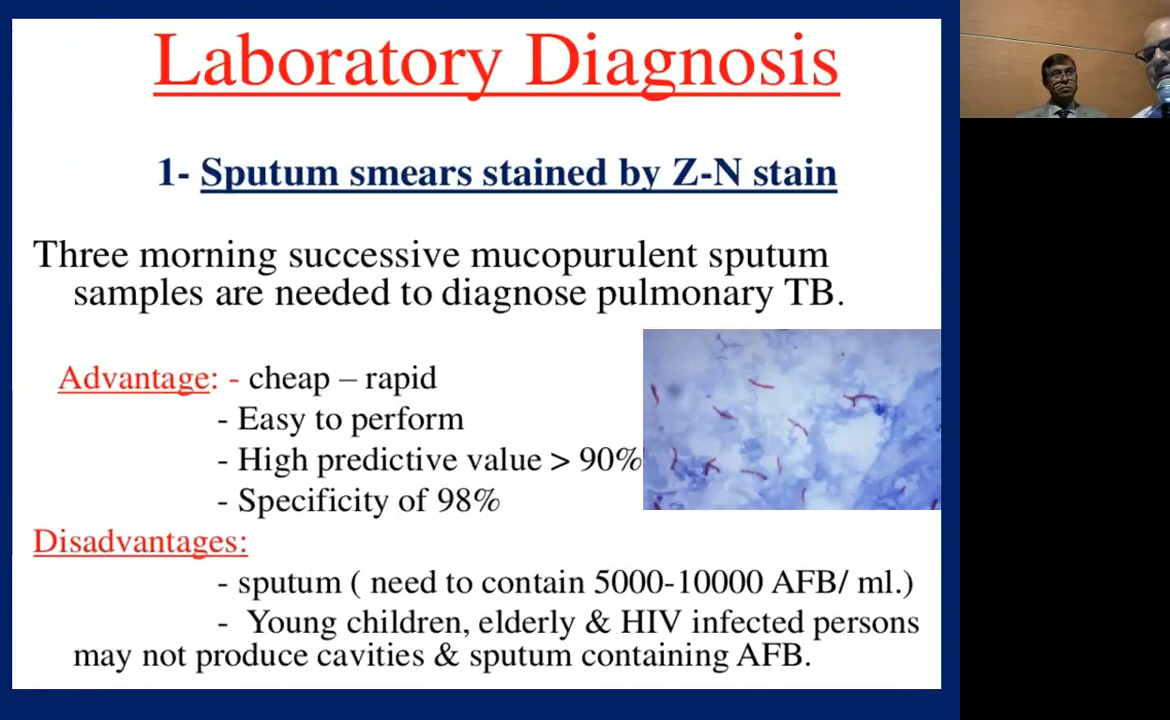 Laboratory Diagnosis
1- Sputum smears stained by Z-N stain
Three morning successive mucopurulent sputum
samples are needed to diagnose pulmonary TB.
Advantage: - cheap – rapid
- Easy to perform
- High predictive value > 90%
- Specificity of 98%
Disadvantages:
- sputum ( need to contain 5000-10000 AFB/ ml.)
- Young children, elderly & HIV infected persons
may not produce cavities & sputum containing AFB.